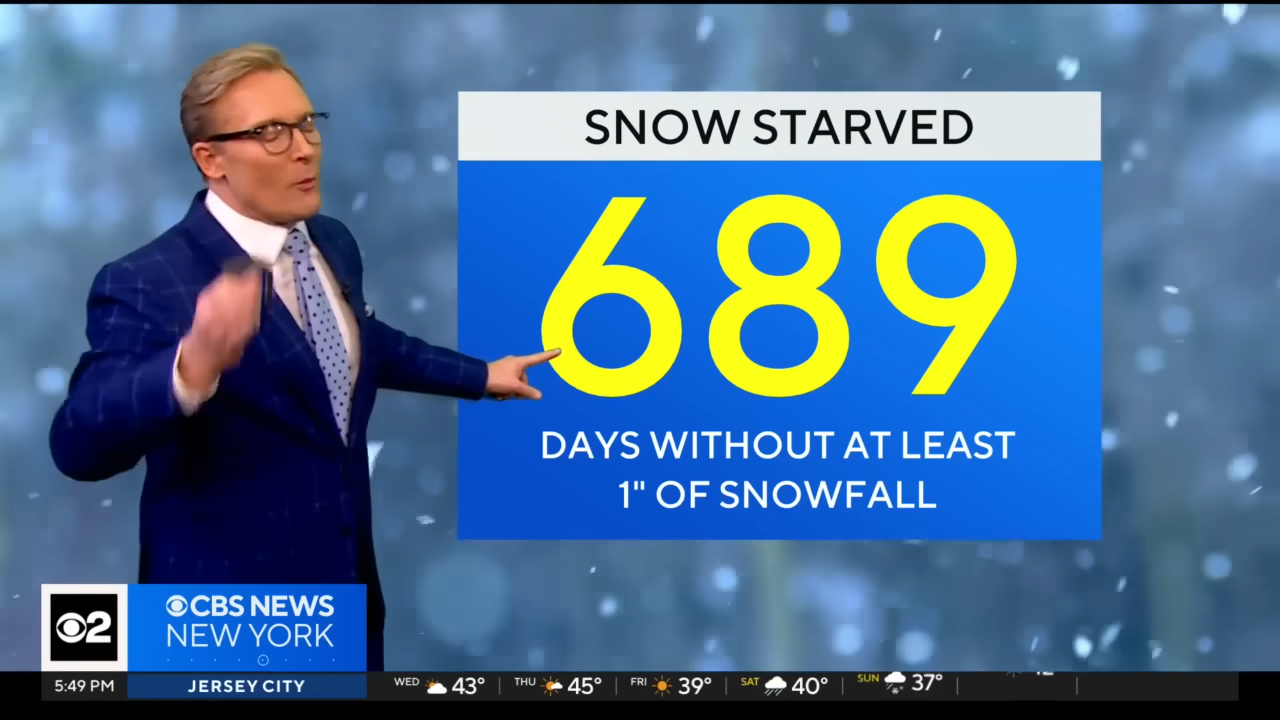 SNOW STARVED
689
DAYS WITHOUT AT LEAST
1" OF SNOWFALL
2
CBS NEWS
NEW YORK
5:49 PM
JERSEY CITY
WED 43° THU 45° FRI 39° SAT 40° SUN 37°